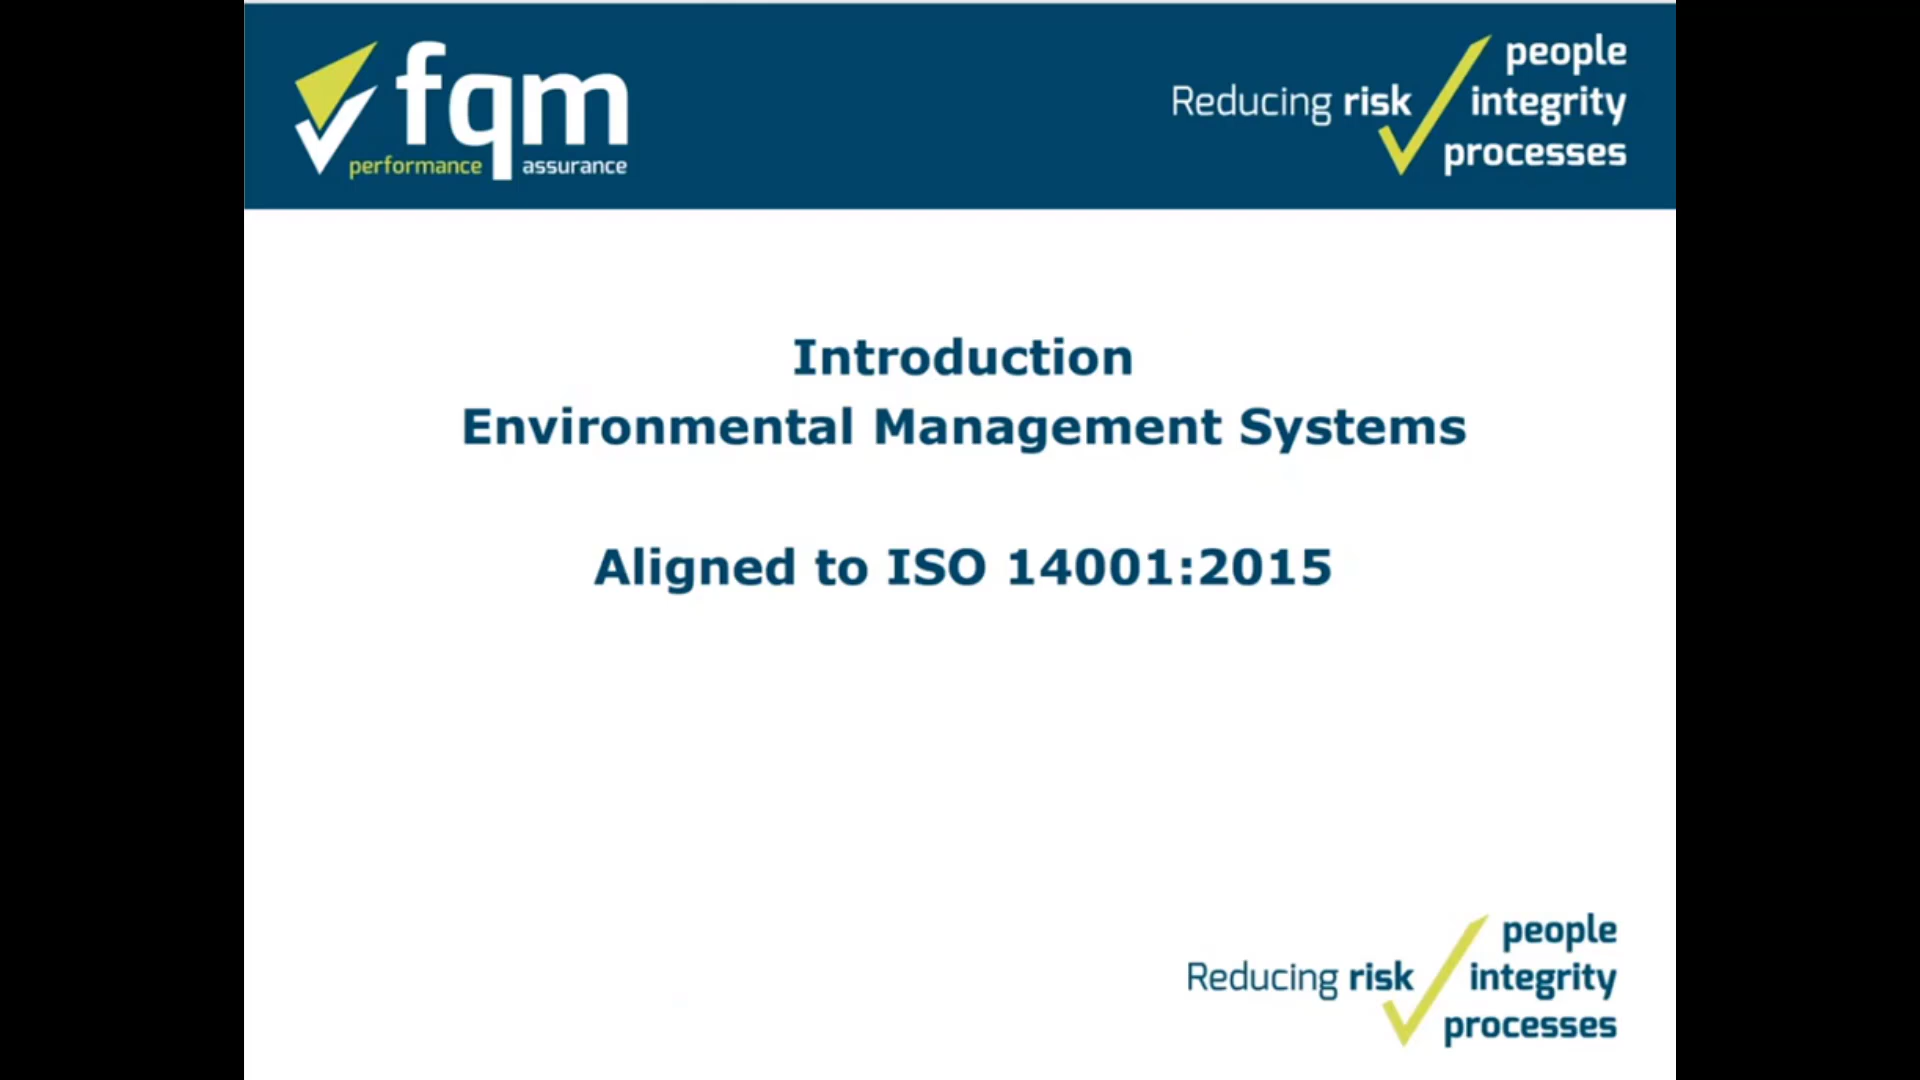 fqm
performance assurance
Reducing risk
people
integrity
processes
Introduction
Environmental Management Systems
Aligned to ISO 14001:2015
Reducing risk
people
integrity
processes